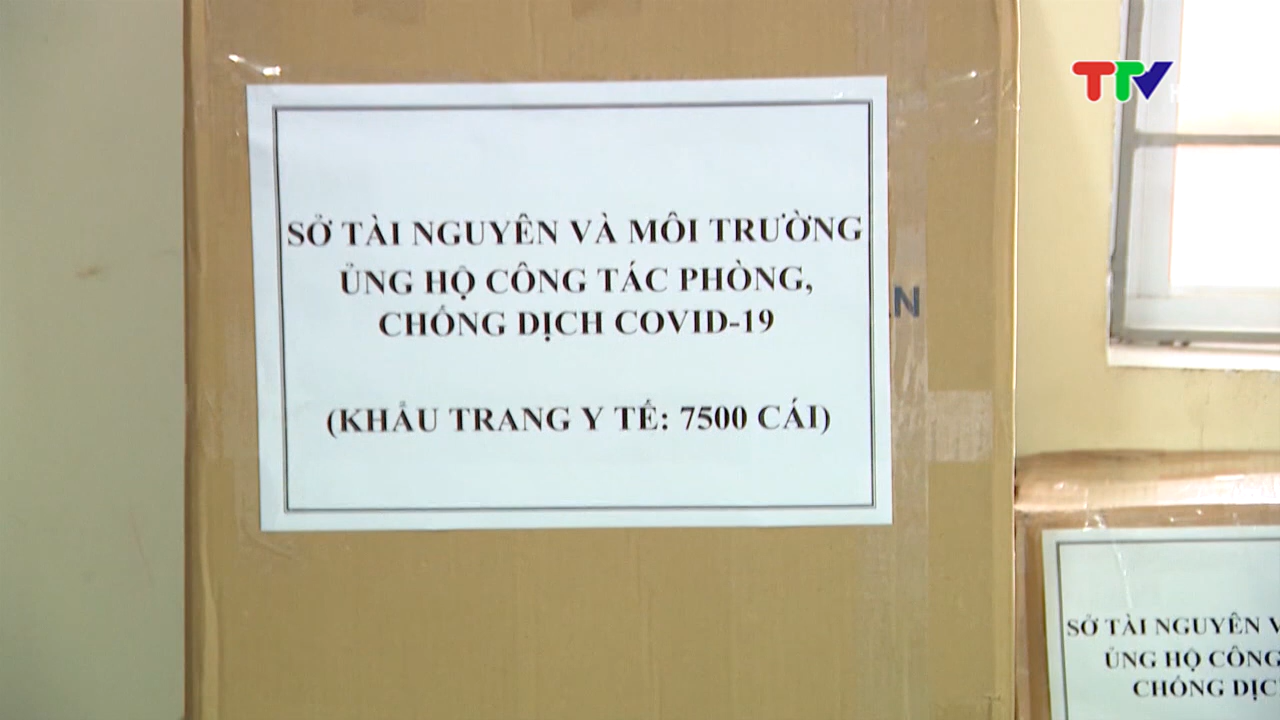 TTV
SỞ TÀI NGUYÊN VÀ MÔI TRƯỜNG
ỦNG HỘ CÔNG TÁC PHÒNG,
CHỐNG DỊCH COVID-19
(KHẨU TRANG Y TẾ: 7500 CÁI)
SỞ TÀI NGUYÊN
ỦNG HỘ CÔNG
CHỐNG